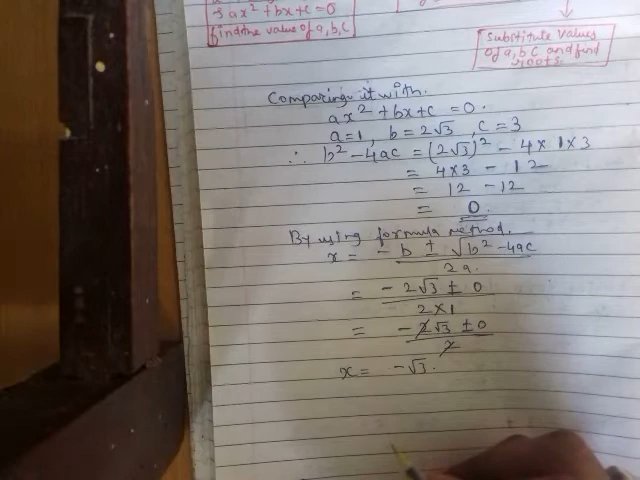 ax² + bx + c = 0
find the value of a, b, c
substitute values
of a, b c and find
roots.
Comparing it with.
ax² + bx + c = 0.
a = 1, b = 2√3, c = 3
∴ b² - 4ac = (2√3)² - 4 × 1 × 3
= 4×3 - 12
= 12 - 12
= 0
By using formula method.
x = - b ± √b² - 4ac
2a.
= - 2√3 ± 0
2×1
= - 2√3 ± 0
2
x = -√3.